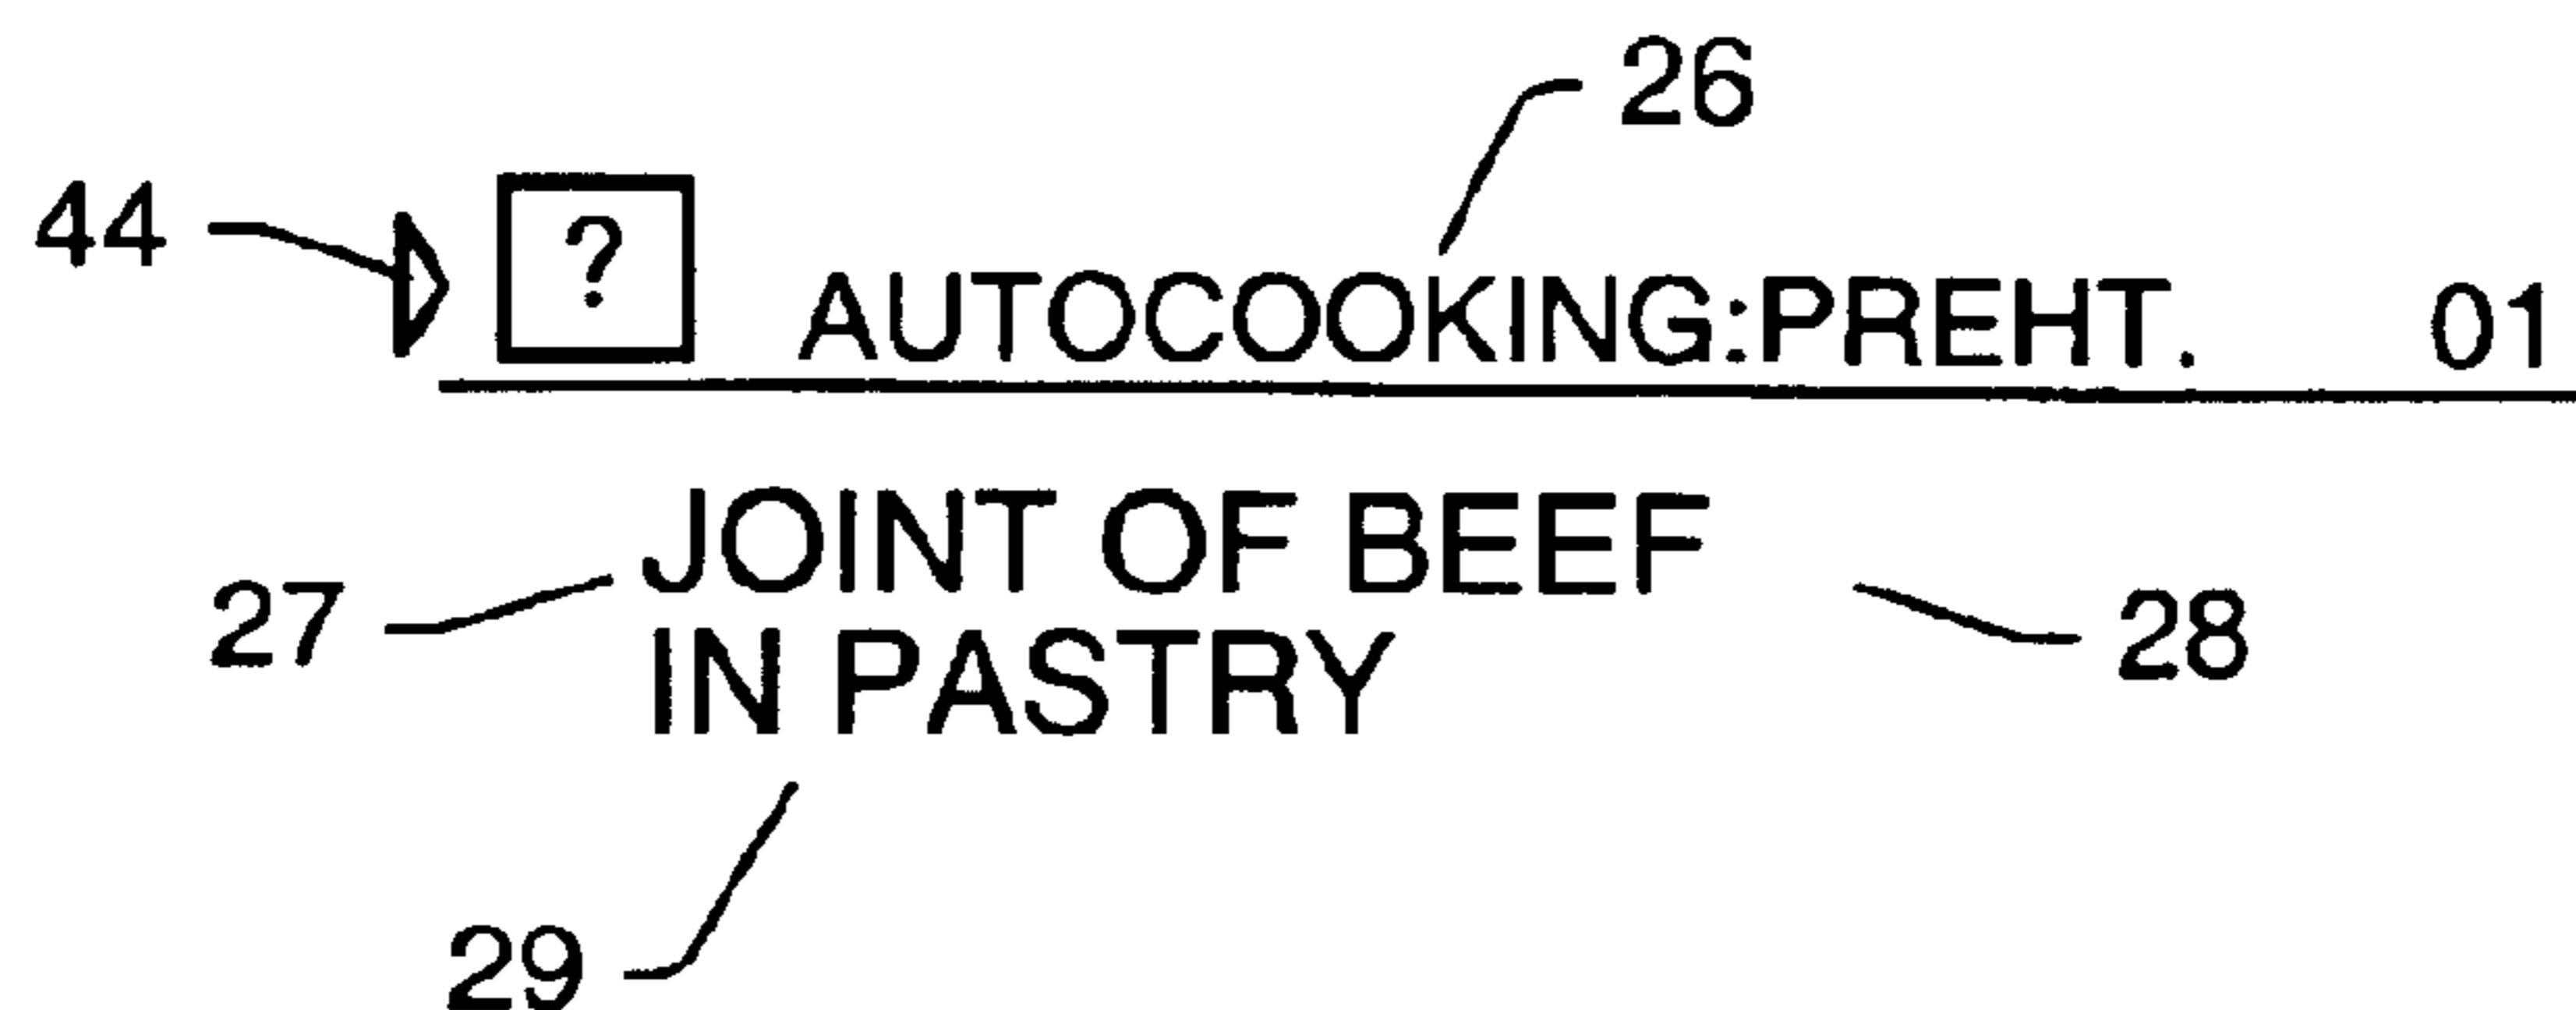 26
44 ? AUTOCOOKING:PREHT. 01
JOINT OF BEEF
27 28
IN PASTRY
29